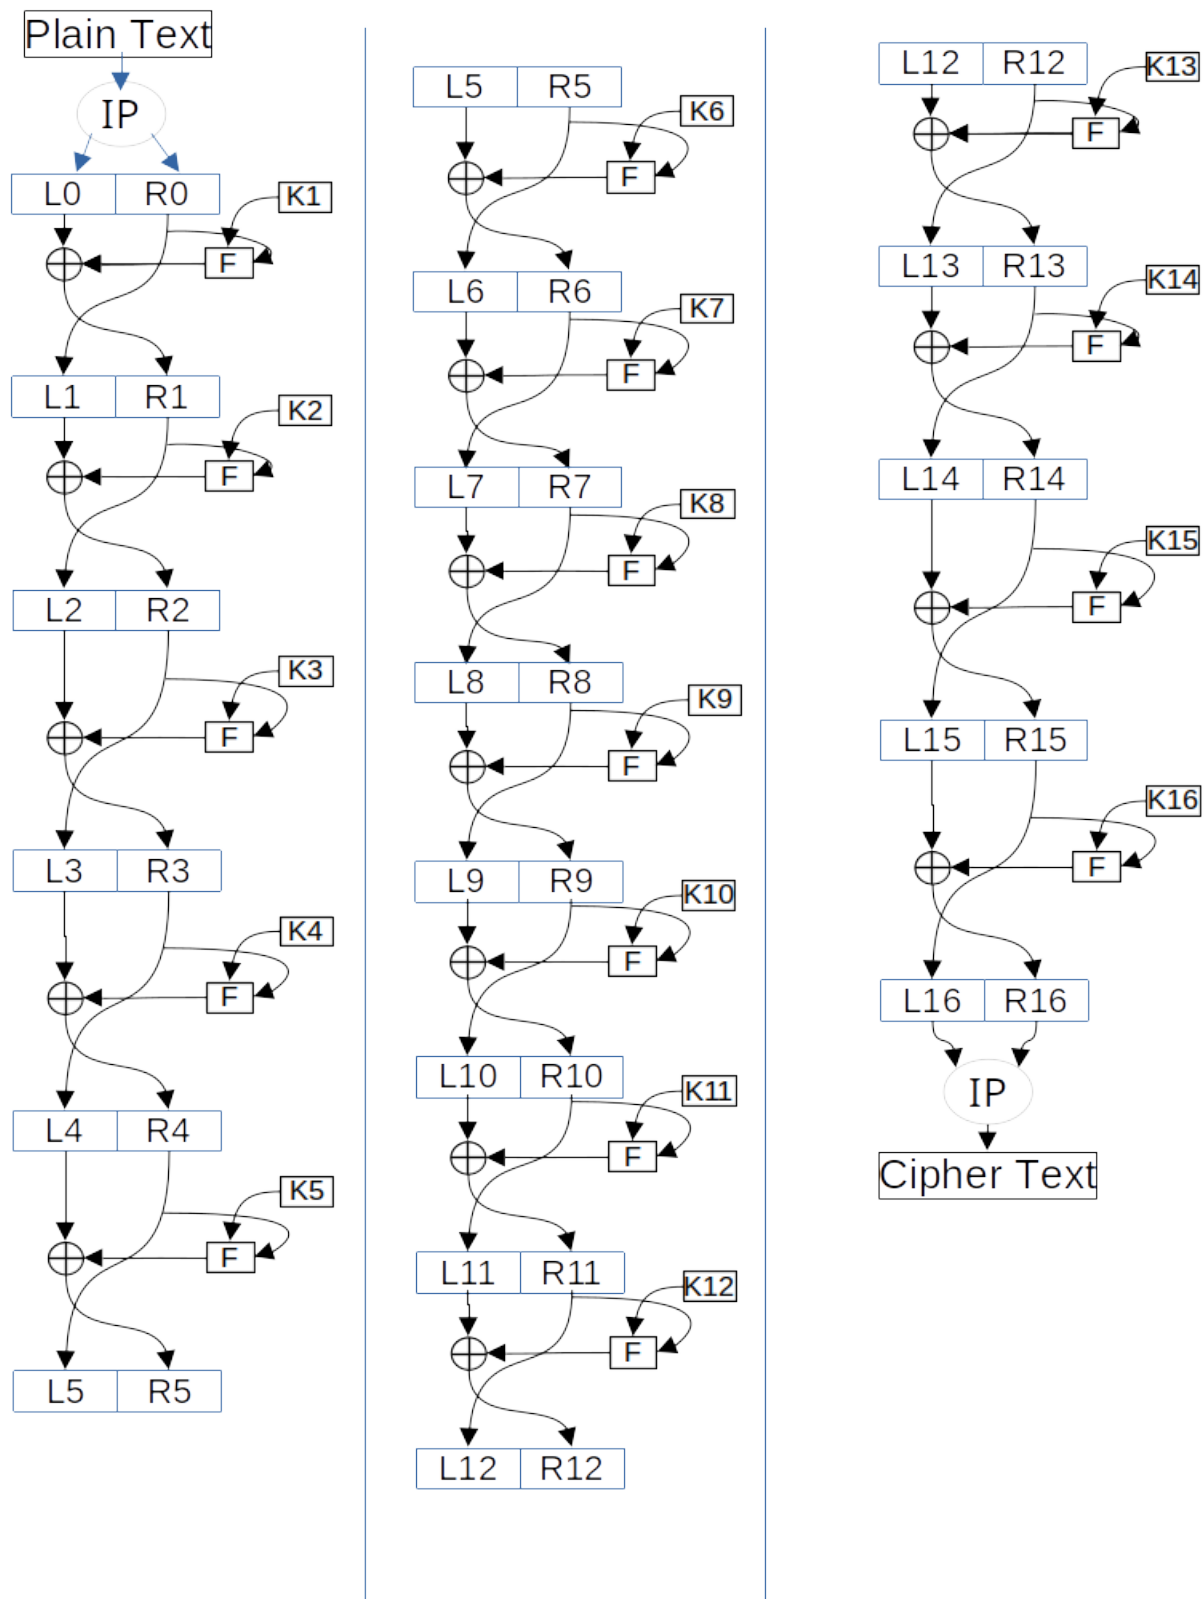 Plain Text
IP
L0 R0
K1
F
L1 R1
K2
F
L2 R2
K3
F
L3 R3
K4
F
L4 R4
K5
F
L5 R5
L5 R5
K6
F
L6 R6
K7
F
L7 R7
K8
F
L8 R8
K9
F
L9 R9
K10
F
L10 R10
K11
F
L11 R11
K12
F
L12 R12
L12 R12
K13
F
L13 R13
K14
F
L14 R14
K15
F
L15 R15
K16
F
L16 R16
IP
Cipher Text